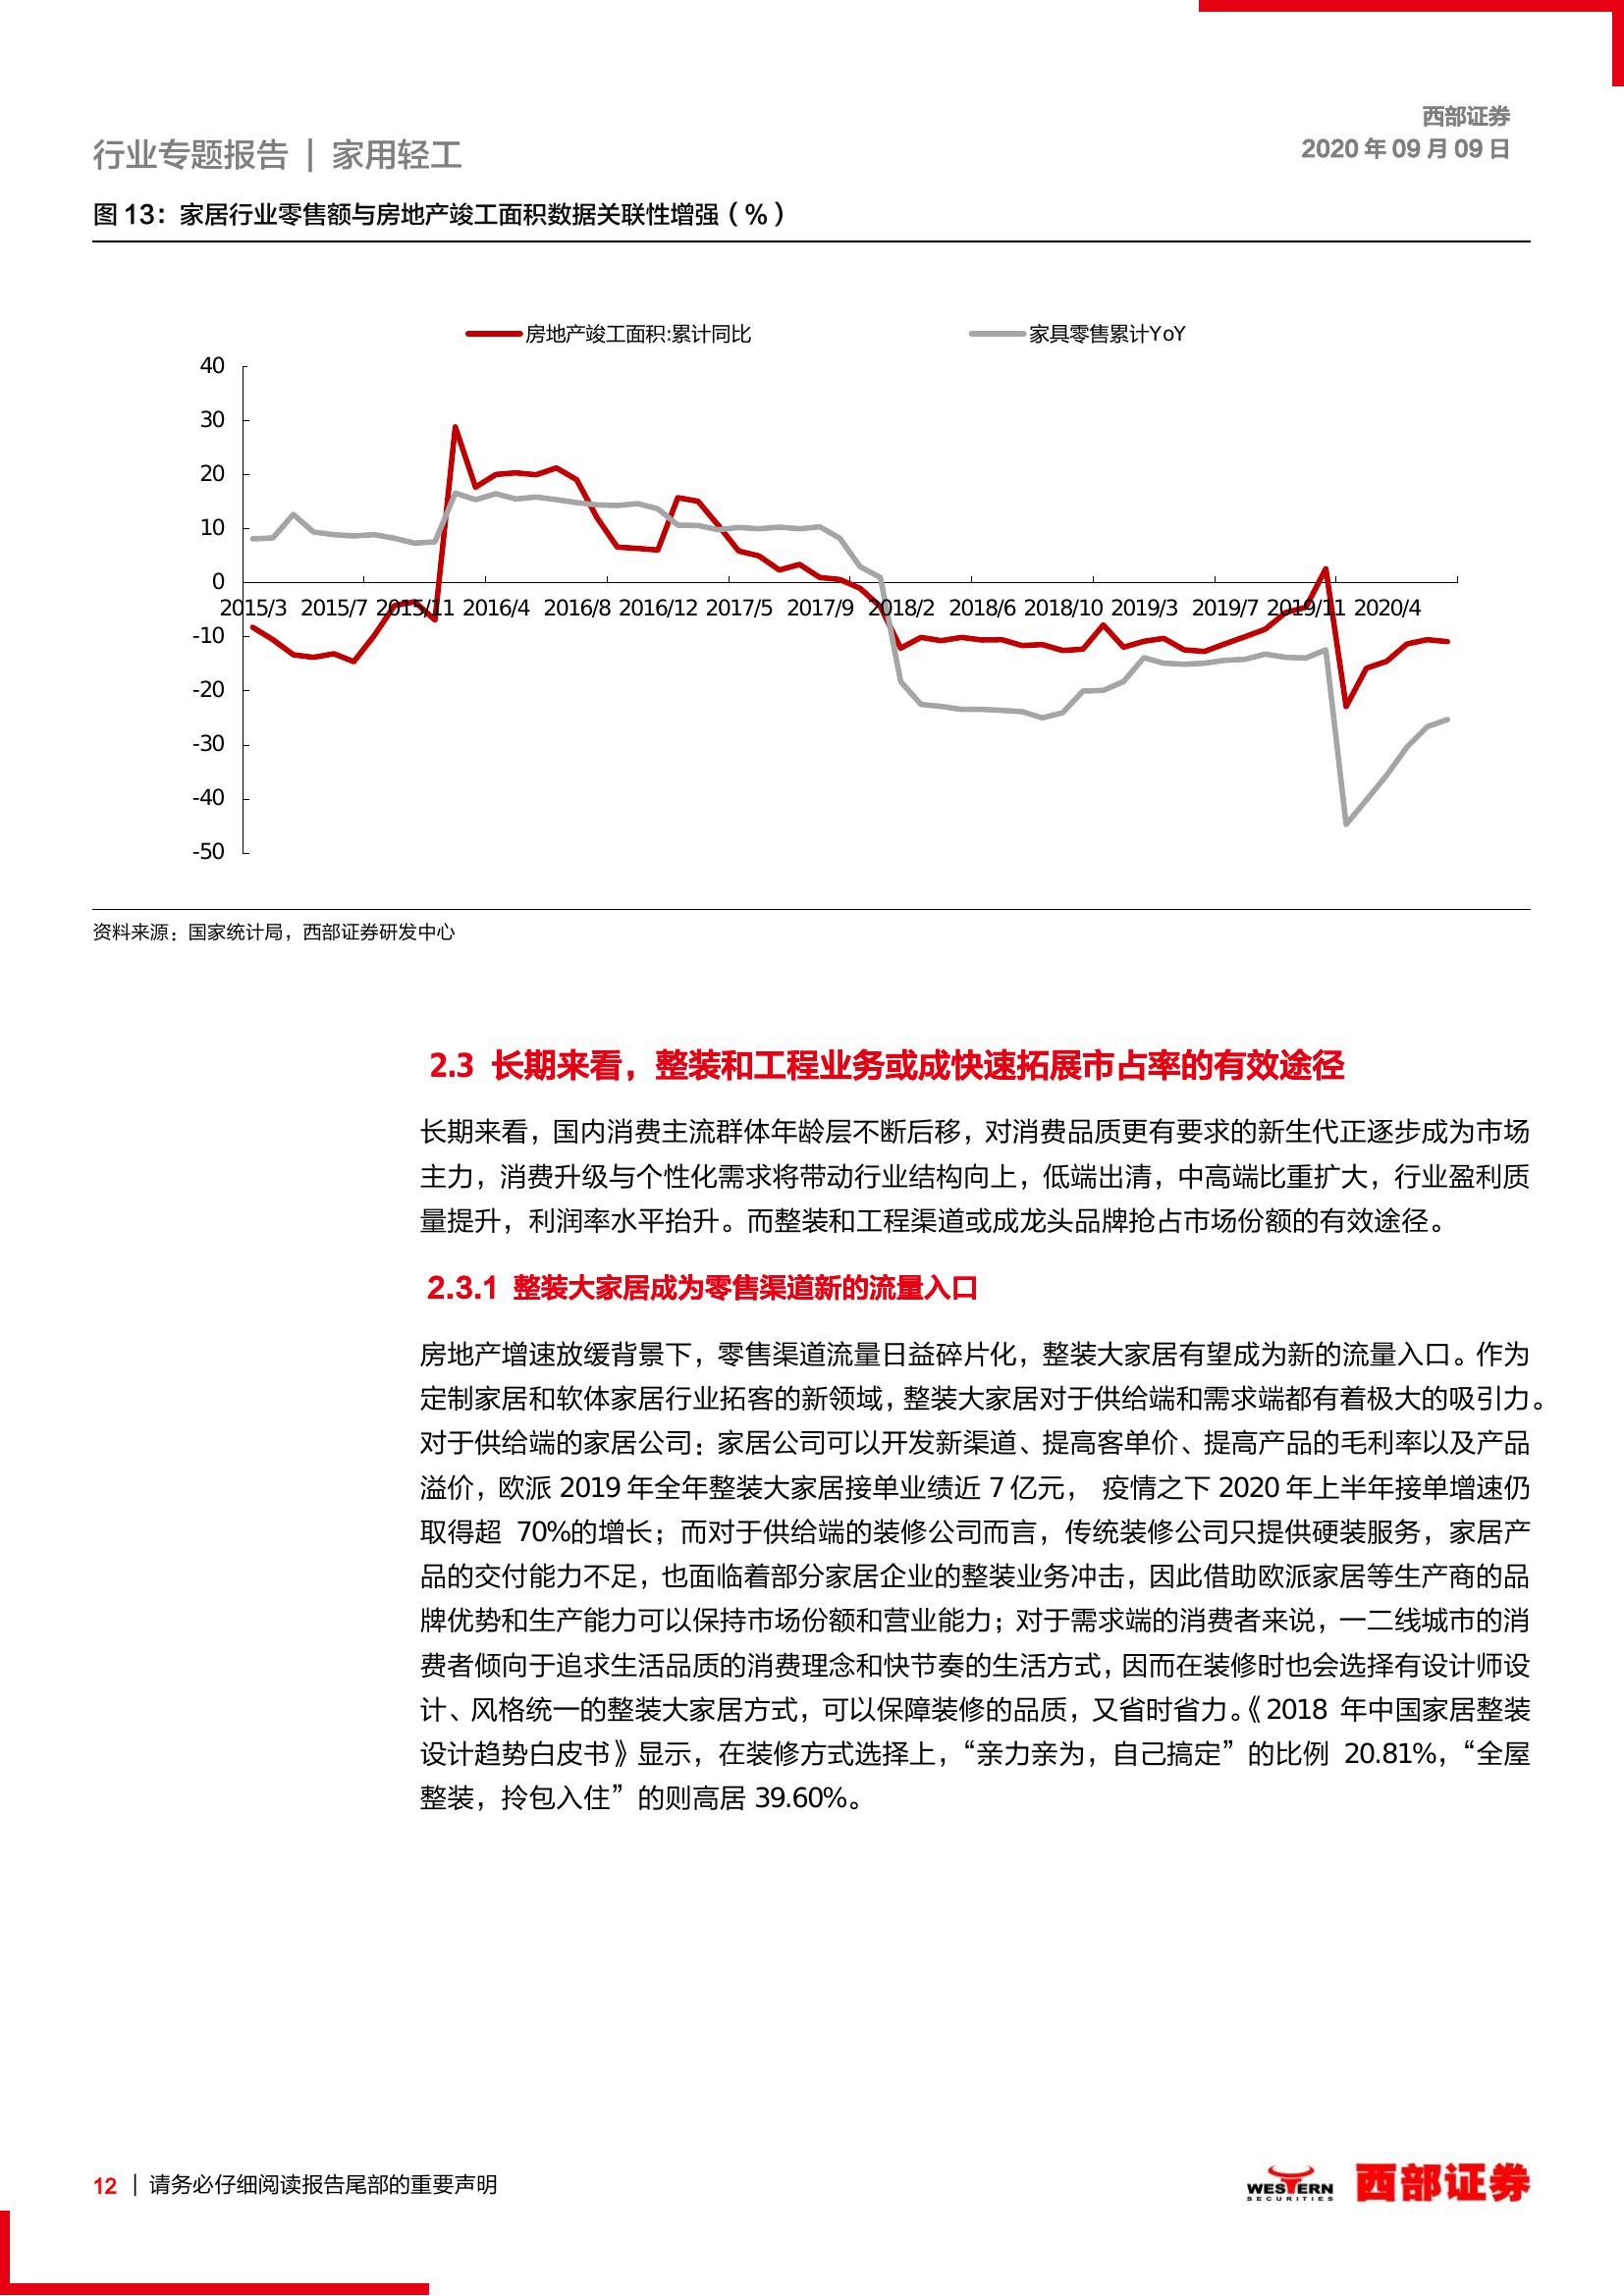 西部证券
行业专题报告 | 家用轻工
2020 年 09 月 09 日
图 13：家居行业零售额与房地产竣工面积数据关联性增强（%）
房地产竣工面积:累计同比
家具零售累计YoY
40
30
20
10
0
-10
-20
-30
-40
-50
2015/3 2015/7 2015/11 2016/4 2016/8 2016/12 2017/5 2017/9 2018/2 2018/6 2018/10 2019/3 2019/7 2019/11 2020/4
资料来源：国家统计局，西部证券研发中心
2.3 长期来看，整装和工程业务或成快速拓展市占率的有效途径
长期来看，国内消费主流群体年龄层不断后移，对消费品质更有要求的新生代正逐步成为市场
主力，消费升级与个性化需求将带动行业结构向上，低端出清，中高端比重扩大，行业盈利质
量提升，利润率水平抬升。而整装和工程渠道或成龙头品牌抢占市场份额的有效途径。
2.3.1 整装大家居成为零售渠道新的流量入口
房地产增速放缓背景下，零售渠道流量日益碎片化，整装大家居有望成为新的流量入口。作为
定制家居和软体家居行业拓客的新领域，整装大家居对于供给端和需求端都有着极大的吸引力。
对于供给端的家居公司：家居公司可以开发新渠道、提高客单价、提高产品的毛利率以及产品
溢价，欧派 2019 年全年整装大家居接单业绩近 7 亿元， 疫情之下 2020 年上半年接单增速仍
取得超 70%的增长；而对于供给端的装修公司而言，传统装修公司只提供硬装服务，家居产
品的交付能力不足，也面临着部分家居企业的整装业务冲击，因此借助欧派家居等生产商的品
牌优势和生产能力可以保持市场份额和营业能力；对于需求端的消费者来说，一二线城市的消
费者倾向于追求生活品质的消费理念和快节奏的生活方式，因而在装修时也会选择有设计师设
计、风格统一的整装大家居方式，可以保障装修的品质，又省时省力。《2018 年中国家居整装
设计趋势白皮书》显示，在装修方式选择上，“亲力亲为，自己搞定” 的比例 20.81%，“全屋
整装，拎包入住” 的则高居 39.60%。
12 | 请务必仔细阅读报告尾部的重要声明
WESTERN
SECURITIES
西部证券